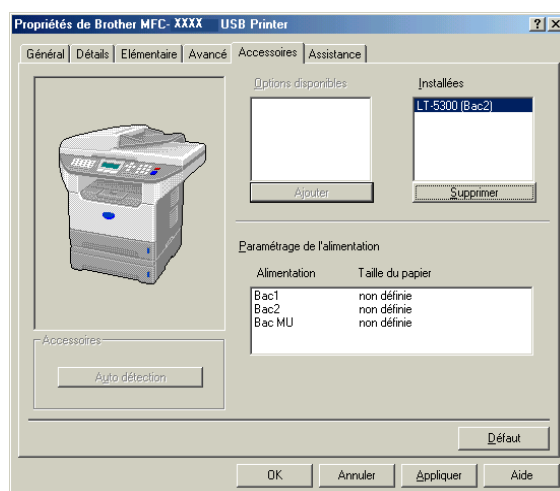 Propriétés de Brother MFC- XXXX USB Printer
Général Détails Elémentaire Avancé Accessoires Assistance
Options disponibles
Installées
LT-5300 (Bac2)
Ajouter
Supprimer
Paramétrage de l'alimentation
Alimentation Taille du papier
Bac1 non définie
Bac2 non définie
Bac MU non définie
Accessoires
Auto détection
Défaut
OK Annuler Appliquer Aide